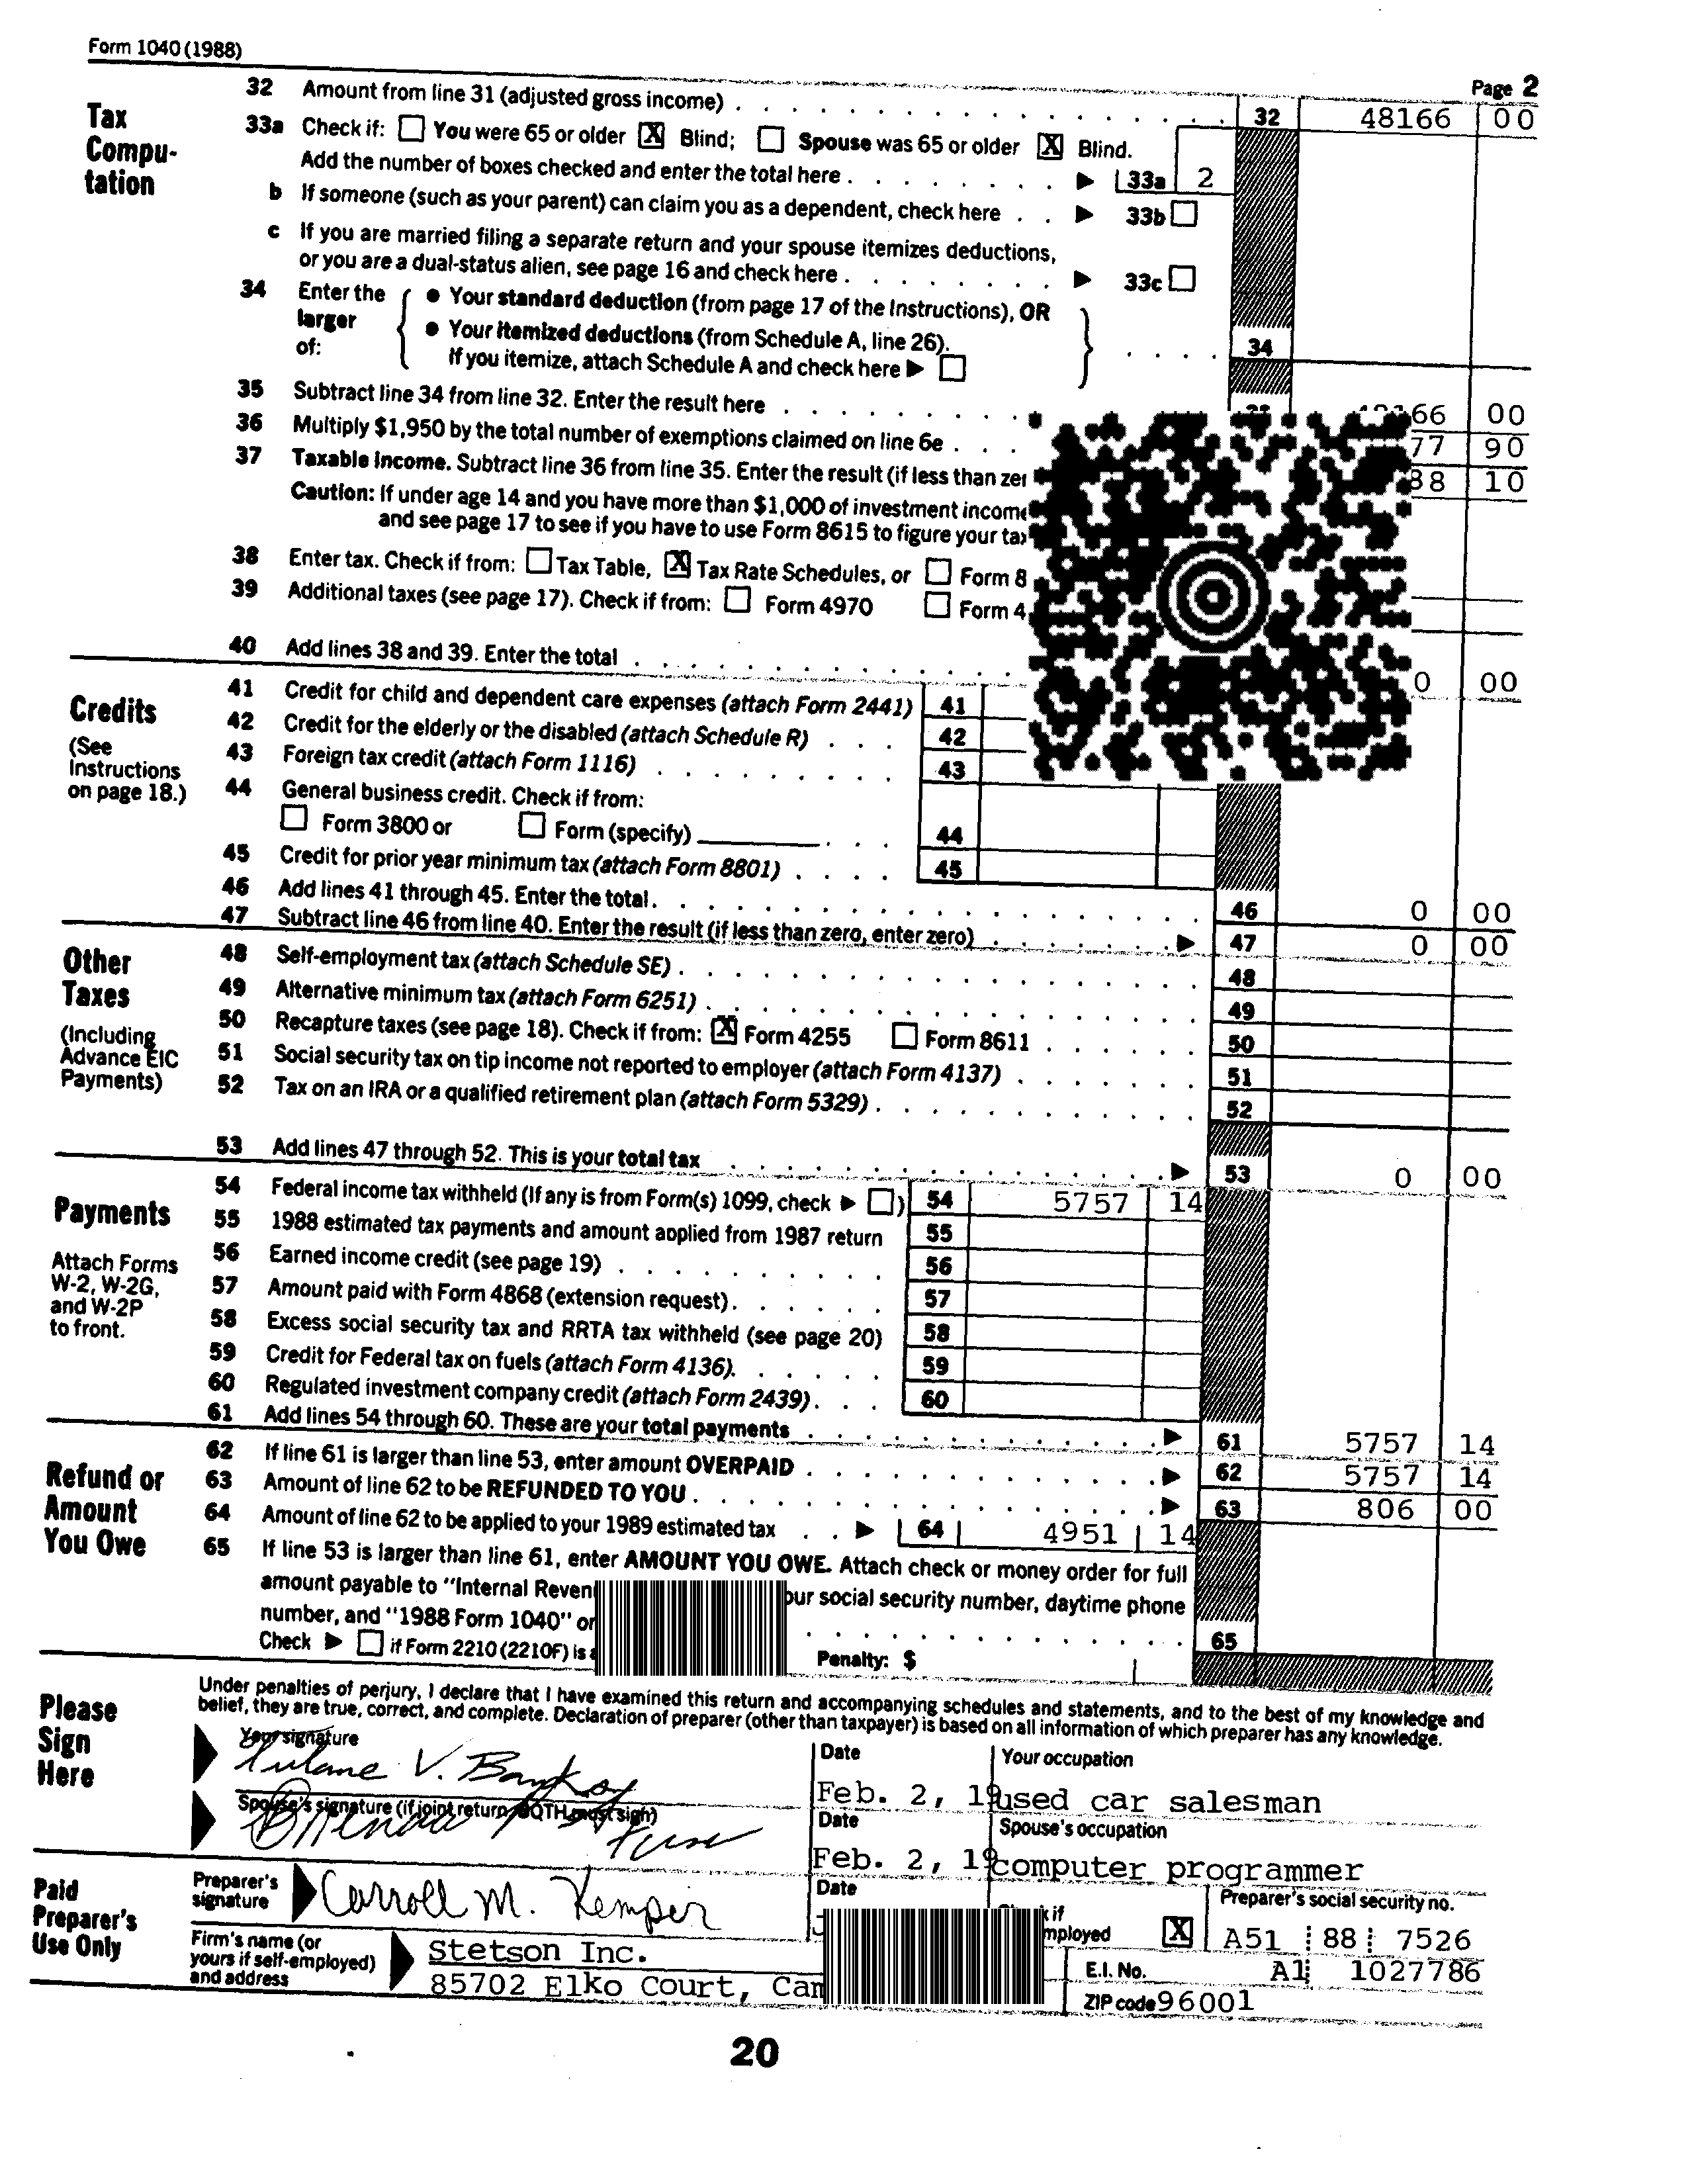 Form 1040 (1988)
Page 2
Tax Compu-
tation
32 Amount from line 31 (adjusted gross income) . . . 32 48166 00
33a Check if: You were 65 or older X Blind; Spouse was 65 or older X Blind.
Add the number of boxes checked and enter the total here . . . ▶ 33a 2
b If someone (such as your parent) can claim you as a dependent, check here . . ▶ 33b
c If you are married filing a separate return and your spouse itemizes deductions,
or you are a dual-status alien, see page 16 and check here . . . ▶ 33c
34 Enter the larger of:
● Your standard deduction (from page 17 of the Instructions), OR
● Your itemized deductions (from Schedule A, line 26).
If you itemize, attach Schedule A and check here ▶
34
35 Subtract line 34 from line 32. Enter the result here . . . 66 00
36 Multiply $1,950 by the total number of exemptions claimed on line 6e . . . 77 90
37 Taxable income. Subtract line 36 from line 35. Enter the result (if less than 88 10
Caution: If under age 14 and you have more than $1,000 of investment
and see page 17 to see if you have to use Form 8615 to figure your
38 Enter tax. Check if from: Tax Table, X Tax Rate Schedules, or Form 8
39 Additional taxes (see page 17). Check if from: Form 4970 Form 4
40 Add lines 38 and 39. Enter the total . . . 0 00
Credits
(See
Instructions
on page 18.)
41 Credit for child and dependent care expenses (attach Form 2441) 41
42 Credit for the elderly or the disabled (attach Schedule R) . . . 42
43 Foreign tax credit (attach Form 1116) . . . 43
44 General business credit. Check if from:
Form 3800 or Form (specify) . . . 44
45 Credit for prior year minimum tax (attach Form 8801) . . . 45
46 Add lines 41 through 45. Enter the total . . . 46 0 00
47 Subtract line 46 from line 40. Enter the result (if less than zero, enter zero) . . . ▶ 47 0 00
Other
Taxes
(Including
Advance EIC
Payments)
48 Self-employment tax (attach Schedule SE) . . . 48
49 Alternative minimum tax (attach Form 6251) . . . 49
50 Recapture taxes (see page 18). Check if from: X Form 4255 Form 8611 . . . 50
51 Social security tax on tip income not reported to employer (attach Form 4137) . . . 51
52 Tax on an IRA or a qualified retirement plan (attach Form 5329) . . . 52
53 Add lines 47 through 52. This is your total tax . . . ▶ 53 0 00
Payments
Attach Forms
W-2, W-2G,
and W-2P
to front.
54 Federal income tax withheld (If any is from Form(s) 1099, check ▶ ) 54 5757 14
55 1988 estimated tax payments and amount applied from 1987 return 55
56 Earned income credit (see page 19) . . . 56
57 Amount paid with Form 4868 (extension request) . . . 57
58 Excess social security tax and RRTA tax withheld (see page 20) 58
59 Credit for Federal tax on fuels (attach Form 4136). . . . 59
60 Regulated investment company credit (attach Form 2439) . . . 60
61 Add lines 54 through 60. These are your total payments . . . ▶ 61 5757 14
Refund or
Amount
You Owe
62 If line 61 is larger than line 53, enter amount OVERPAID . . . ▶ 62 5757 14
63 Amount of line 62 to be REFUNDED TO YOU . . . ▶ 63 806 00
64 Amount of line 62 to be applied to your 1989 estimated tax . . ▶ 64 4951 14
65 If line 53 is larger than line 61, enter AMOUNT YOU OWE. Attach check or money order for full
amount payable to "Internal social security number, daytime phone
number, and "1988 Form 1040" . . . 65
Check ▶ if Form 2210 (2210F) is Penalty: $
Please
Sign
Here
Under penalties of perjury, I declare that I have examined this return and accompanying schedules and statements, and to the best of my knowledge and
belief, they are true, correct, and complete. Declaration of preparer (other than taxpayer) is based on all information of which preparer has any knowledge.
Your signature
V.
Date
Feb. 2, 19
Your occupation
used car salesman
Spouse's signature (if joint return, BOTH must sign)
Date
Feb. 2, 19
Spouse's occupation
computer programmer
Paid
Preparer's
Use Only
Preparer's
signature
Carroll M. Kemper
Date
if
X
Preparer's social security no.
A51 88 7526
Firm's name (or
yours if self-employed)
and address
Stetson Inc.
85702 Elko Court,
E.I. No. A1 1027786
ZIP code 96001
20